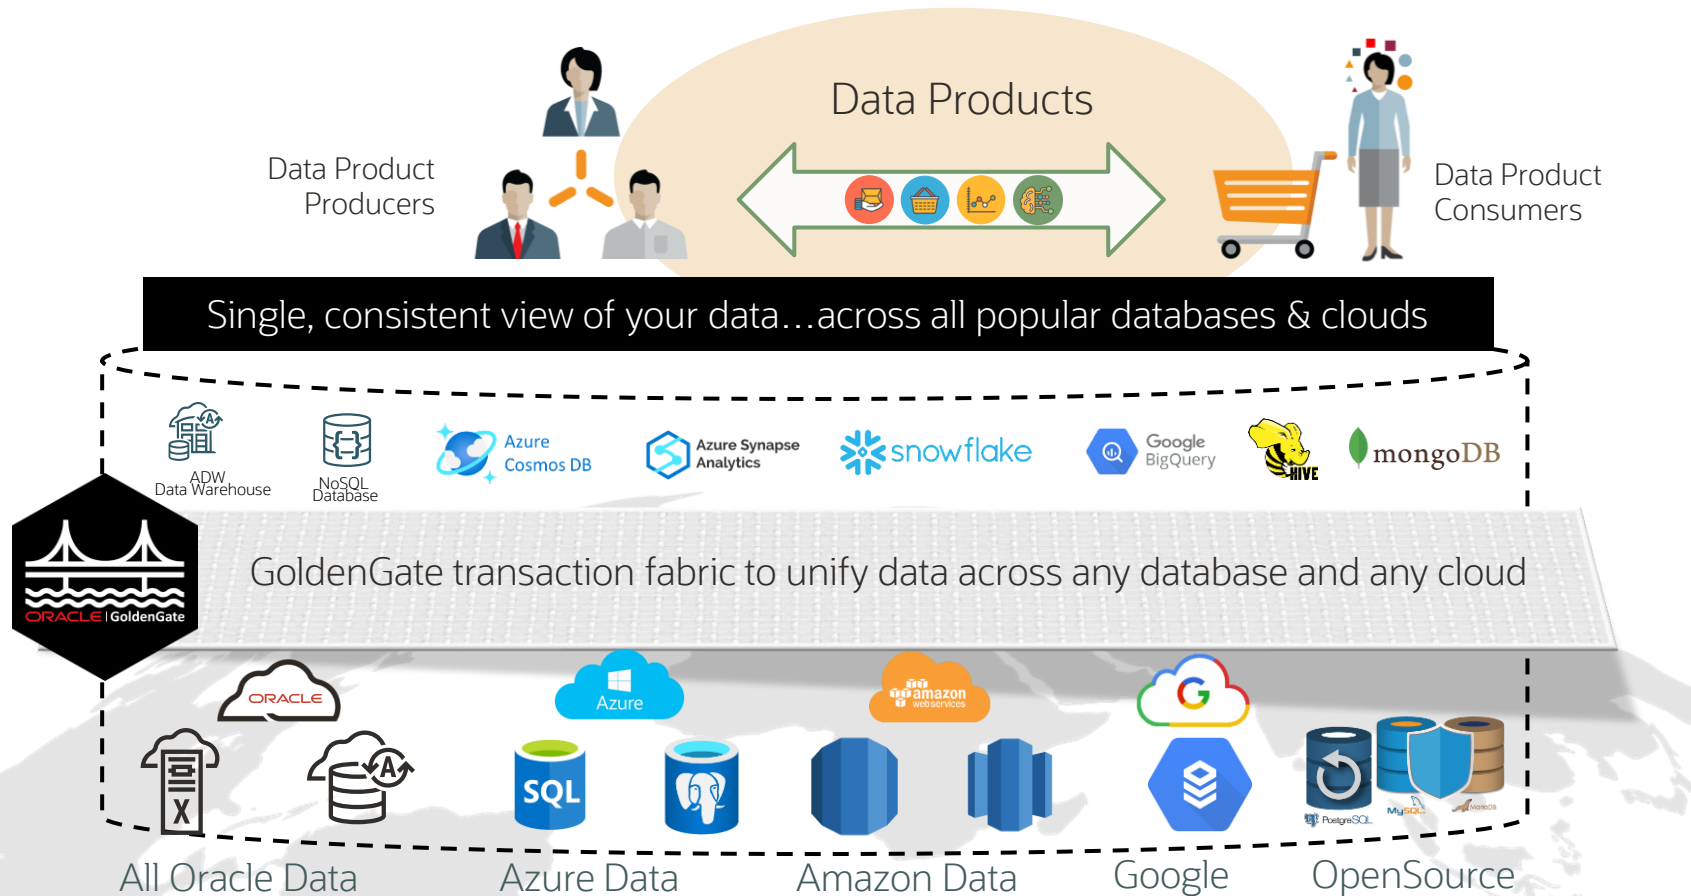 Data Products
Data Product
Producers
Data Product
Consumers
Single, consistent view of your data...across all popular databases & clouds
A
ADW
Data Warehouse
{-}
NoSQL
Database
Azure
Cosmos DB
Azure Synapse
Analytics
snowflake
Google
BigQuery
HIVE
mongoDB
GoldenGate transaction fabric to unify data across any database and any cloud
ORACLE | GoldenGate
ORACLE
Azure
amazon
webservices
G
X
A
SQL
PostgreSQL
MySQL
MariaDB
All Oracle Data
Azure Data
Amazon Data
Google
OpenSource